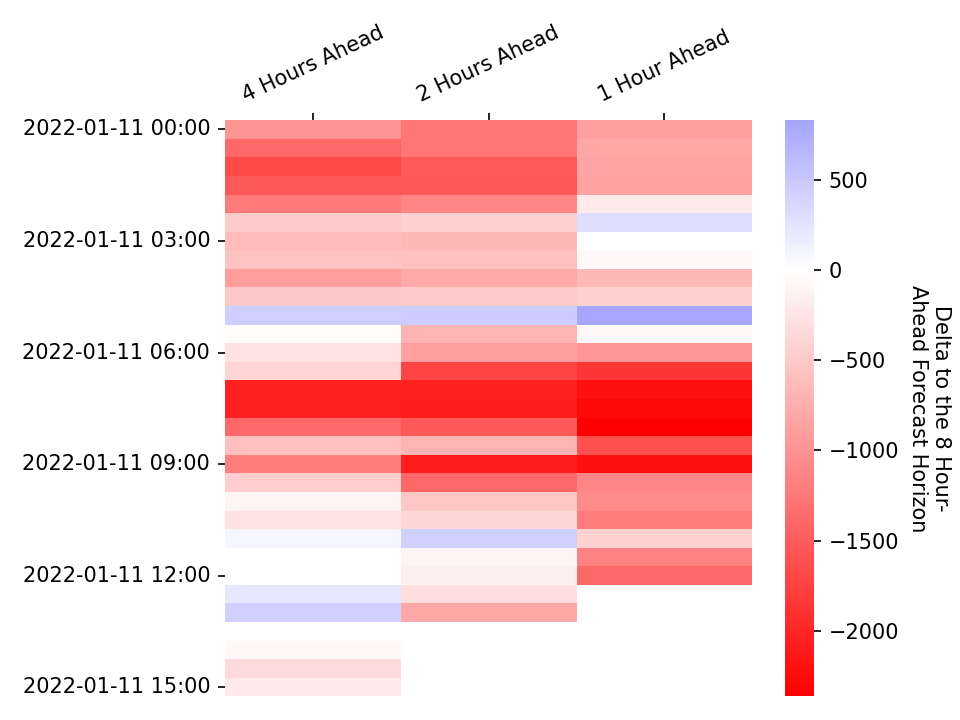 4 Hours Ahead
2 Hours Ahead
1 Hour Ahead
2022-01-11 00:00
2022-01-11 03:00
2022-01-11 06:00
2022-01-11 09:00
2022-01-11 12:00
2022-01-11 15:00
500
0
−500
−1000
−1500
−2000
Delta to the 8 Hour-
Ahead Forecast Horizon